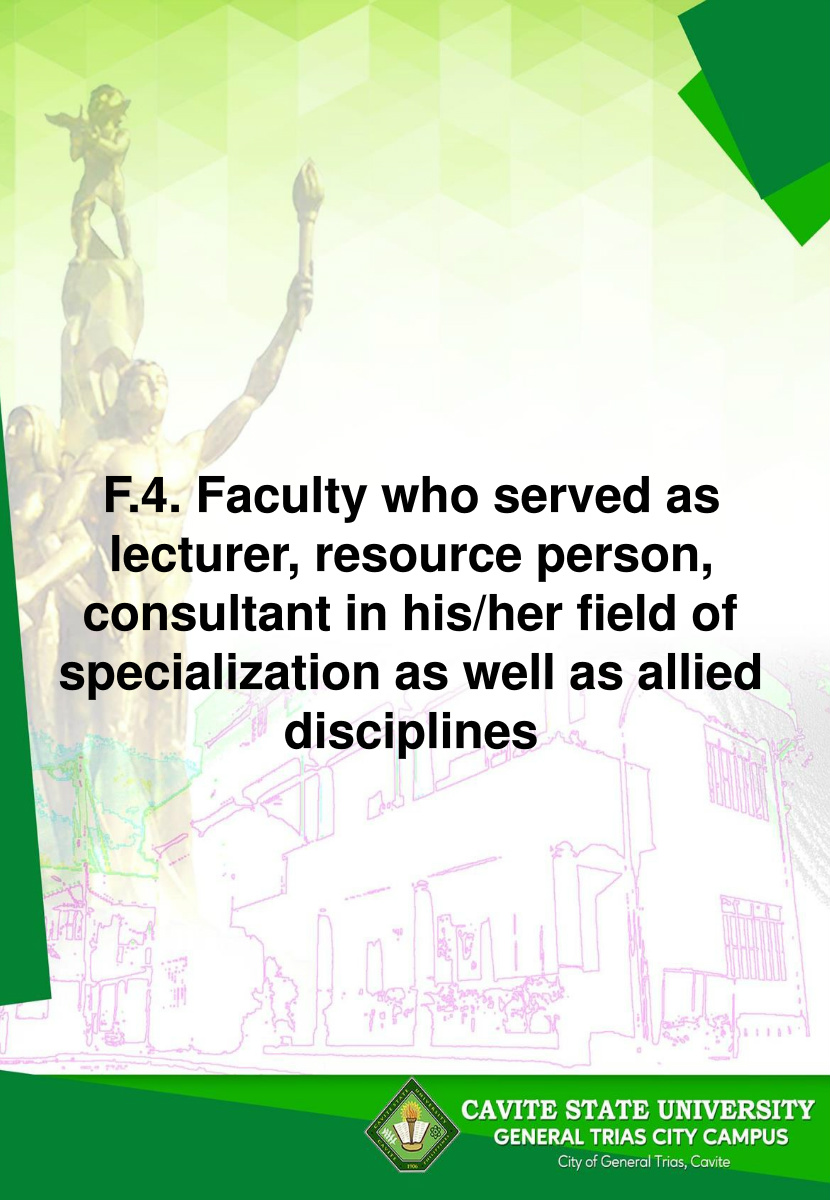 F.4. Faculty who served as
lecturer, resource person,
consultant in his/her field of
specialization as well as allied
disciplines
CAVITE STATE UNIVERSITY
GENERAL TRIAS CITY CAMPUS
City of General Trias, Cavite
1906